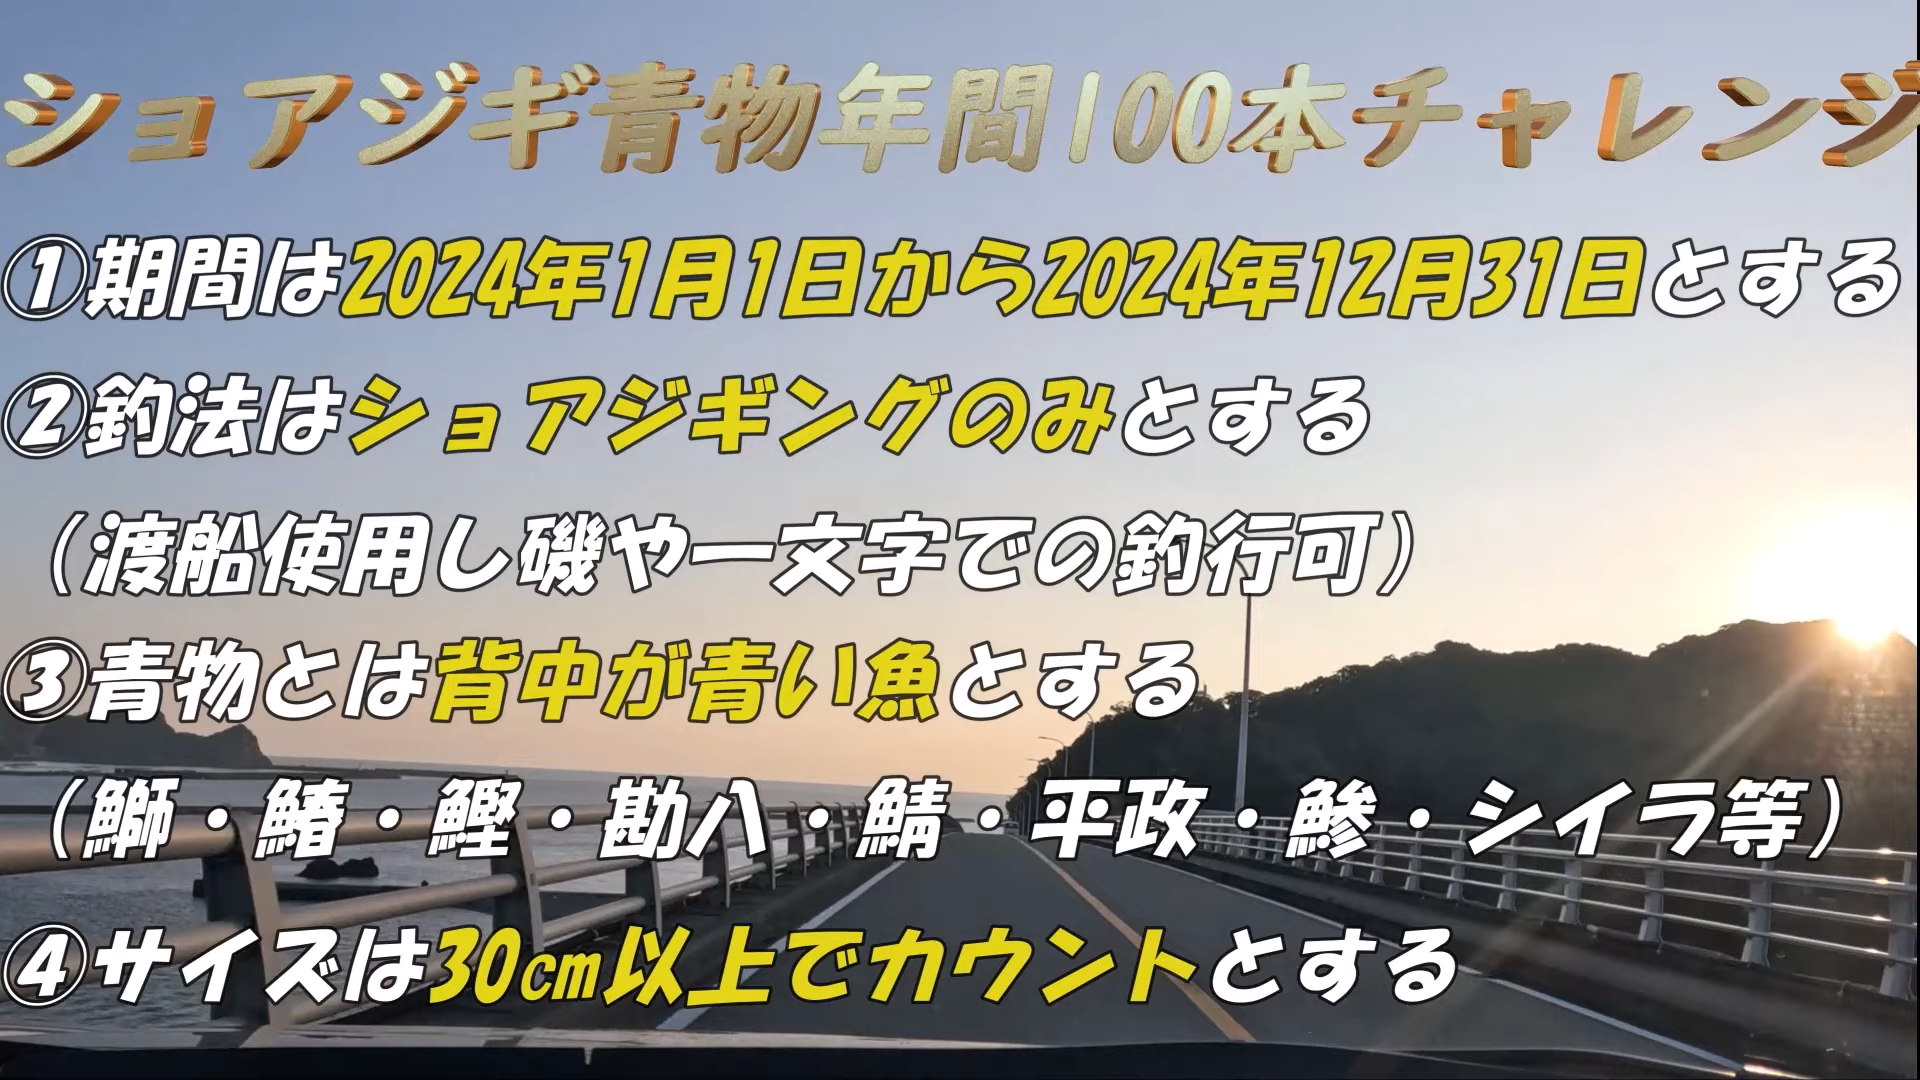 ショアジギ青物年間100本チャレンジ
①期間は2024年1月1日から2024年12月31日とする
②釣法はショアジギングのみとする
（渡船使用し磯や一文字での釣行可）
③青物とは背中が青い魚とする
（鰤・鰆・鰹・勘八・鯖・平政・鯵・シイラ等）
④サイズは30㎝以上でカウントとする